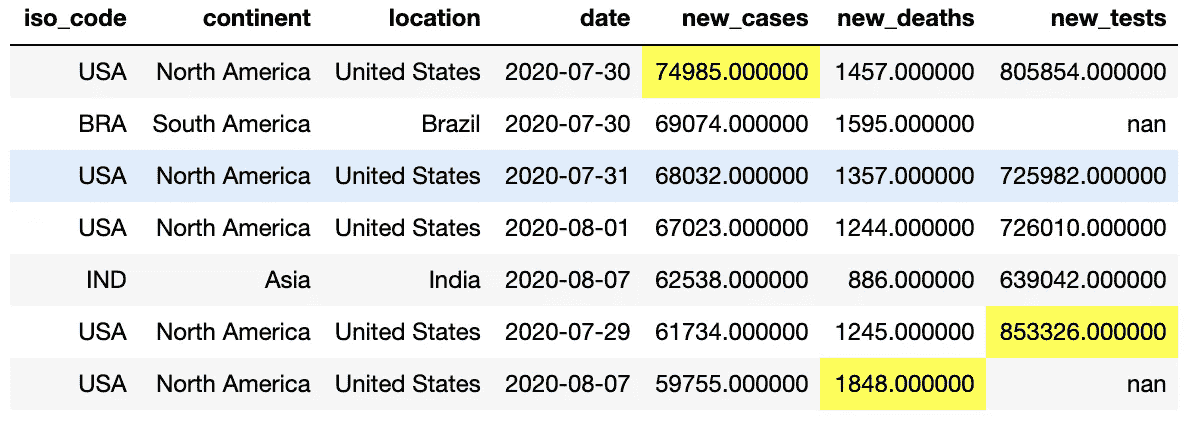 iso_code continent location date new_cases new_deaths new_tests
USA North America United States 2020-07-30 74985.000000 1457.000000 805854.000000
BRA South America Brazil 2020-07-30 69074.000000 1595.000000 nan
USA North America United States 2020-07-31 68032.000000 1357.000000 725982.000000
USA North America United States 2020-08-01 67023.000000 1244.000000 726010.000000
IND Asia India 2020-08-07 62538.000000 886.000000 639042.000000
USA North America United States 2020-07-29 61734.000000 1245.000000 853326.000000
USA North America United States 2020-08-07 59755.000000 1848.000000 nan